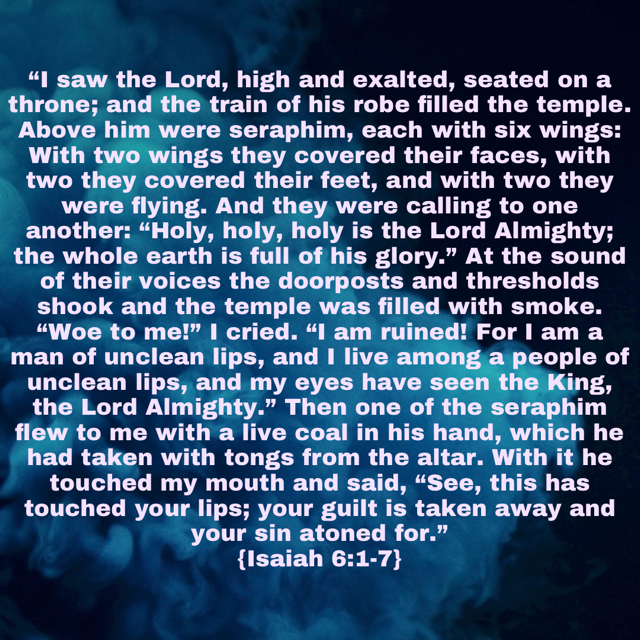 “I saw the Lord, high and exalted, seated on a
throne; and the train of his robe filled the temple.
Above him were seraphim, each with six wings:
With two wings they covered their faces, with
two they covered their feet, and with two they
were flying. And they were calling to one
another: “Holy, holy, holy is the Lord Almighty;
the whole earth is full of his glory.” At the sound
of their voices the doorposts and thresholds
shook and the temple was filled with smoke.
“Woe to me!” I cried. “I am ruined! For I am a
man of unclean lips, and I live among a people of
unclean lips, and my eyes have seen the King,
the Lord Almighty.” Then one of the seraphim
flew to me with a live coal in his hand, which he
had taken with tongs from the altar. With it he
touched my mouth and said, “See, this has
touched your lips; your guilt is taken away and
your sin atoned for.”
{Isaiah 6:1-7}